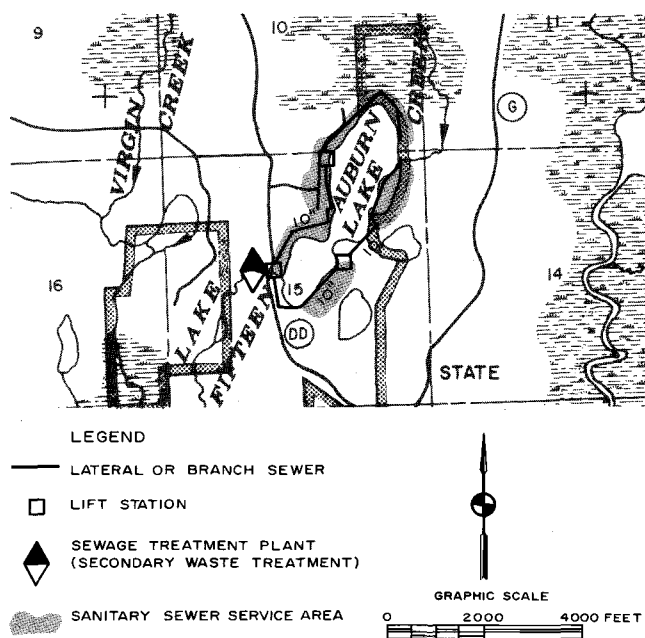 9
10
11
VIRGIN CREEK
CREEK
G
AUBURN LAKE
10"
16
15
14
10"
LAKE FIFTEEN
DD
STATE
LEGEND
LATERAL OR BRANCH SEWER
LIFT STATION
SEWAGE TREATMENT PLANT
(SECONDARY WASTE TREATMENT)
SANITARY SEWER SERVICE AREA
GRAPHIC SCALE
0 2000 4000 FEET